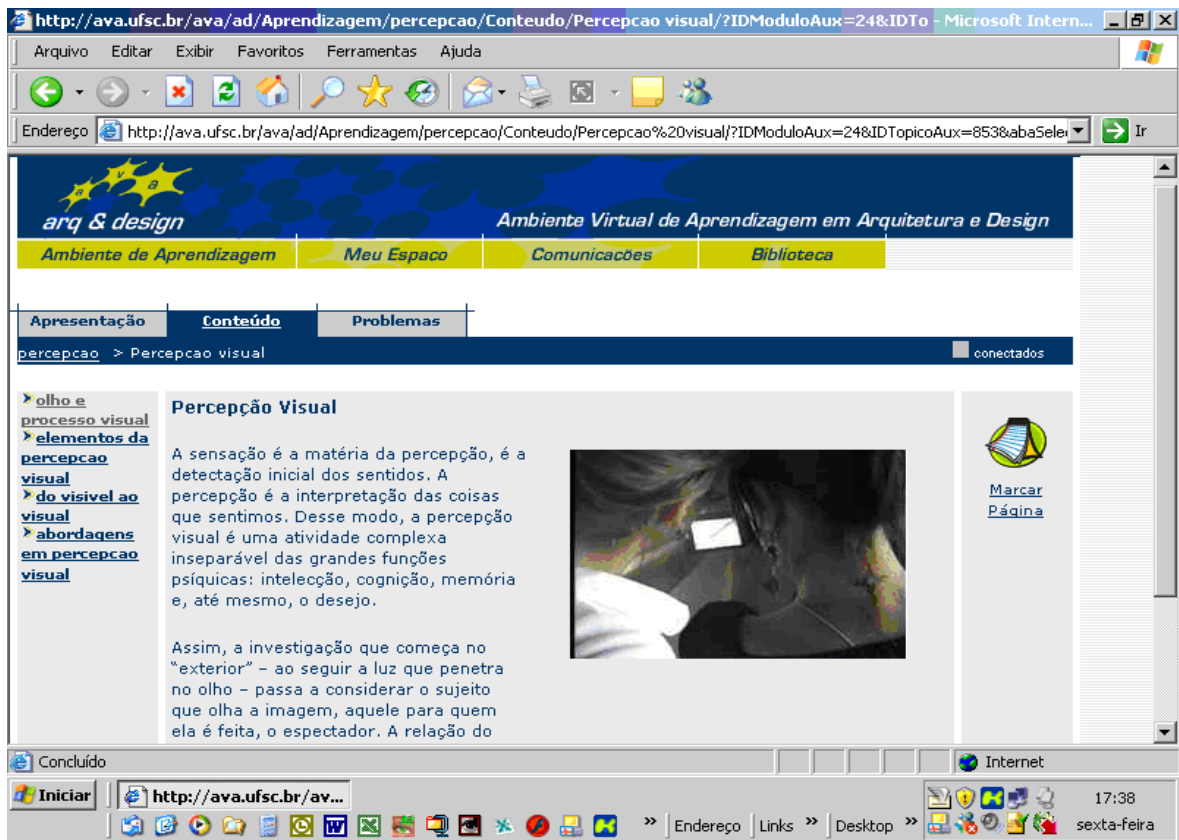 http://ava.ufsc.br/ava/ad/Aprendizagem/percepcao/Conteudo/Percepcao visual/?IDModuloAux=24&IDTo - Microsoft Intern...
Arquivo Editar Exibir Favoritos Ferramentas Ajuda
Endereço http://ava.ufsc.br/ava/ad/Aprendizagem/percepcao/Conteudo/Percepcao%20visual/?IDModuloAux=24&IDTopicoAux=853&abaSele Ir
a v a
arq & design Ambiente Virtual de Aprendizagem em Arquitetura e Design
Ambiente de Aprendizagem Meu Espaco Comunicacões Biblioteca
Apresentação Conteúdo Problemas
percepcao > Percepcao visual conectados
olho e
processo visual
elementos da
percepcao
visual
do visivel ao
visual
abordagens
em percepcao
visual
Percepção Visual
A sensação é a matéria da percepção, é a
detectação inicial dos sentidos. A
percepção é a interpretação das coisas
que sentimos. Desse modo, a percepção
visual é uma atividade complexa
inseparável das grandes funções
psíquicas: intelecção, cognição, memória
e, até mesmo, o desejo.
Assim, a investigação que começa no
“exterior” – ao seguir a luz que penetra
no olho – passa a considerar o sujeito
que olha a imagem, aquele para quem
ela é feita, o espectador. A relação do
Marcar
Página
Concluído Internet
Iniciar http://ava.ufsc.br/av... 17:38
» Endereço Links » Desktop » sexta-feira